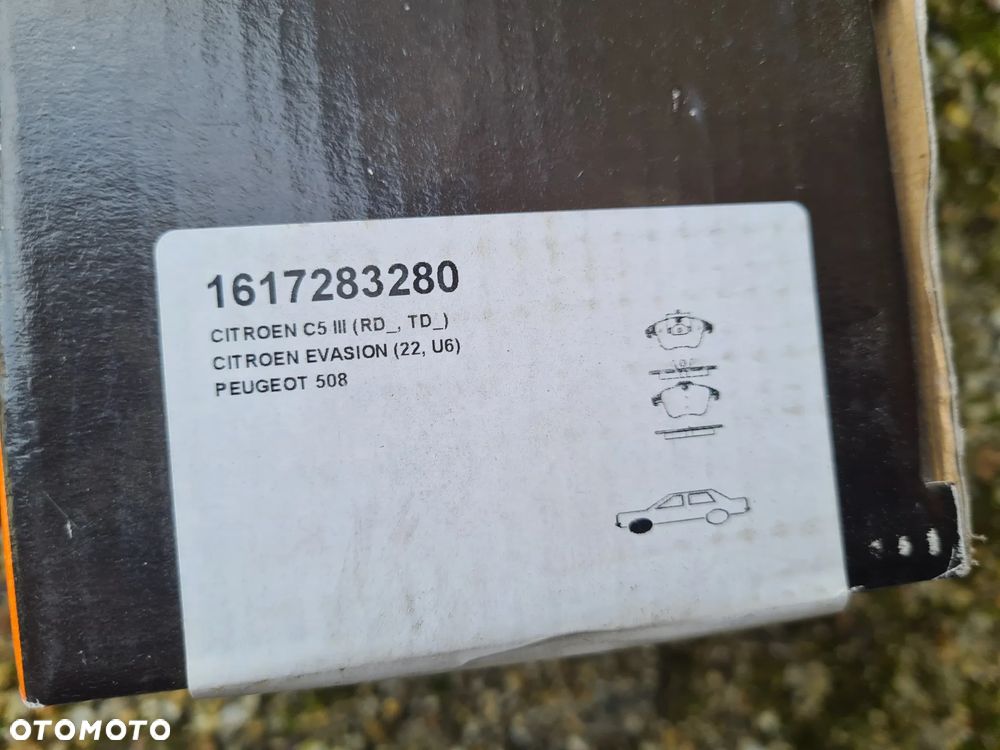 1617283280
CITROEN C5 III (RD_, TD_)
CITROEN EVASION (22, U6)
PEUGEOT 508
OTOMOTO